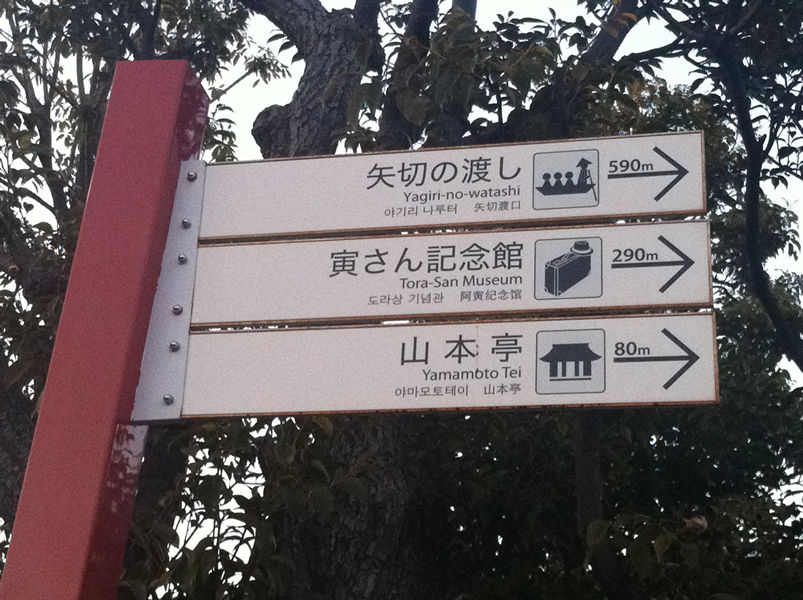 矢切の渡し
590m
Yagiri-no-watashi
야기리 나루터 矢切渡口
寅さん記念館
290m
Tora-San Museum
도라상 기념관 阿寅纪念馆
山本亭
80m
Yamamoto Tei
야마모토테이 山本亭